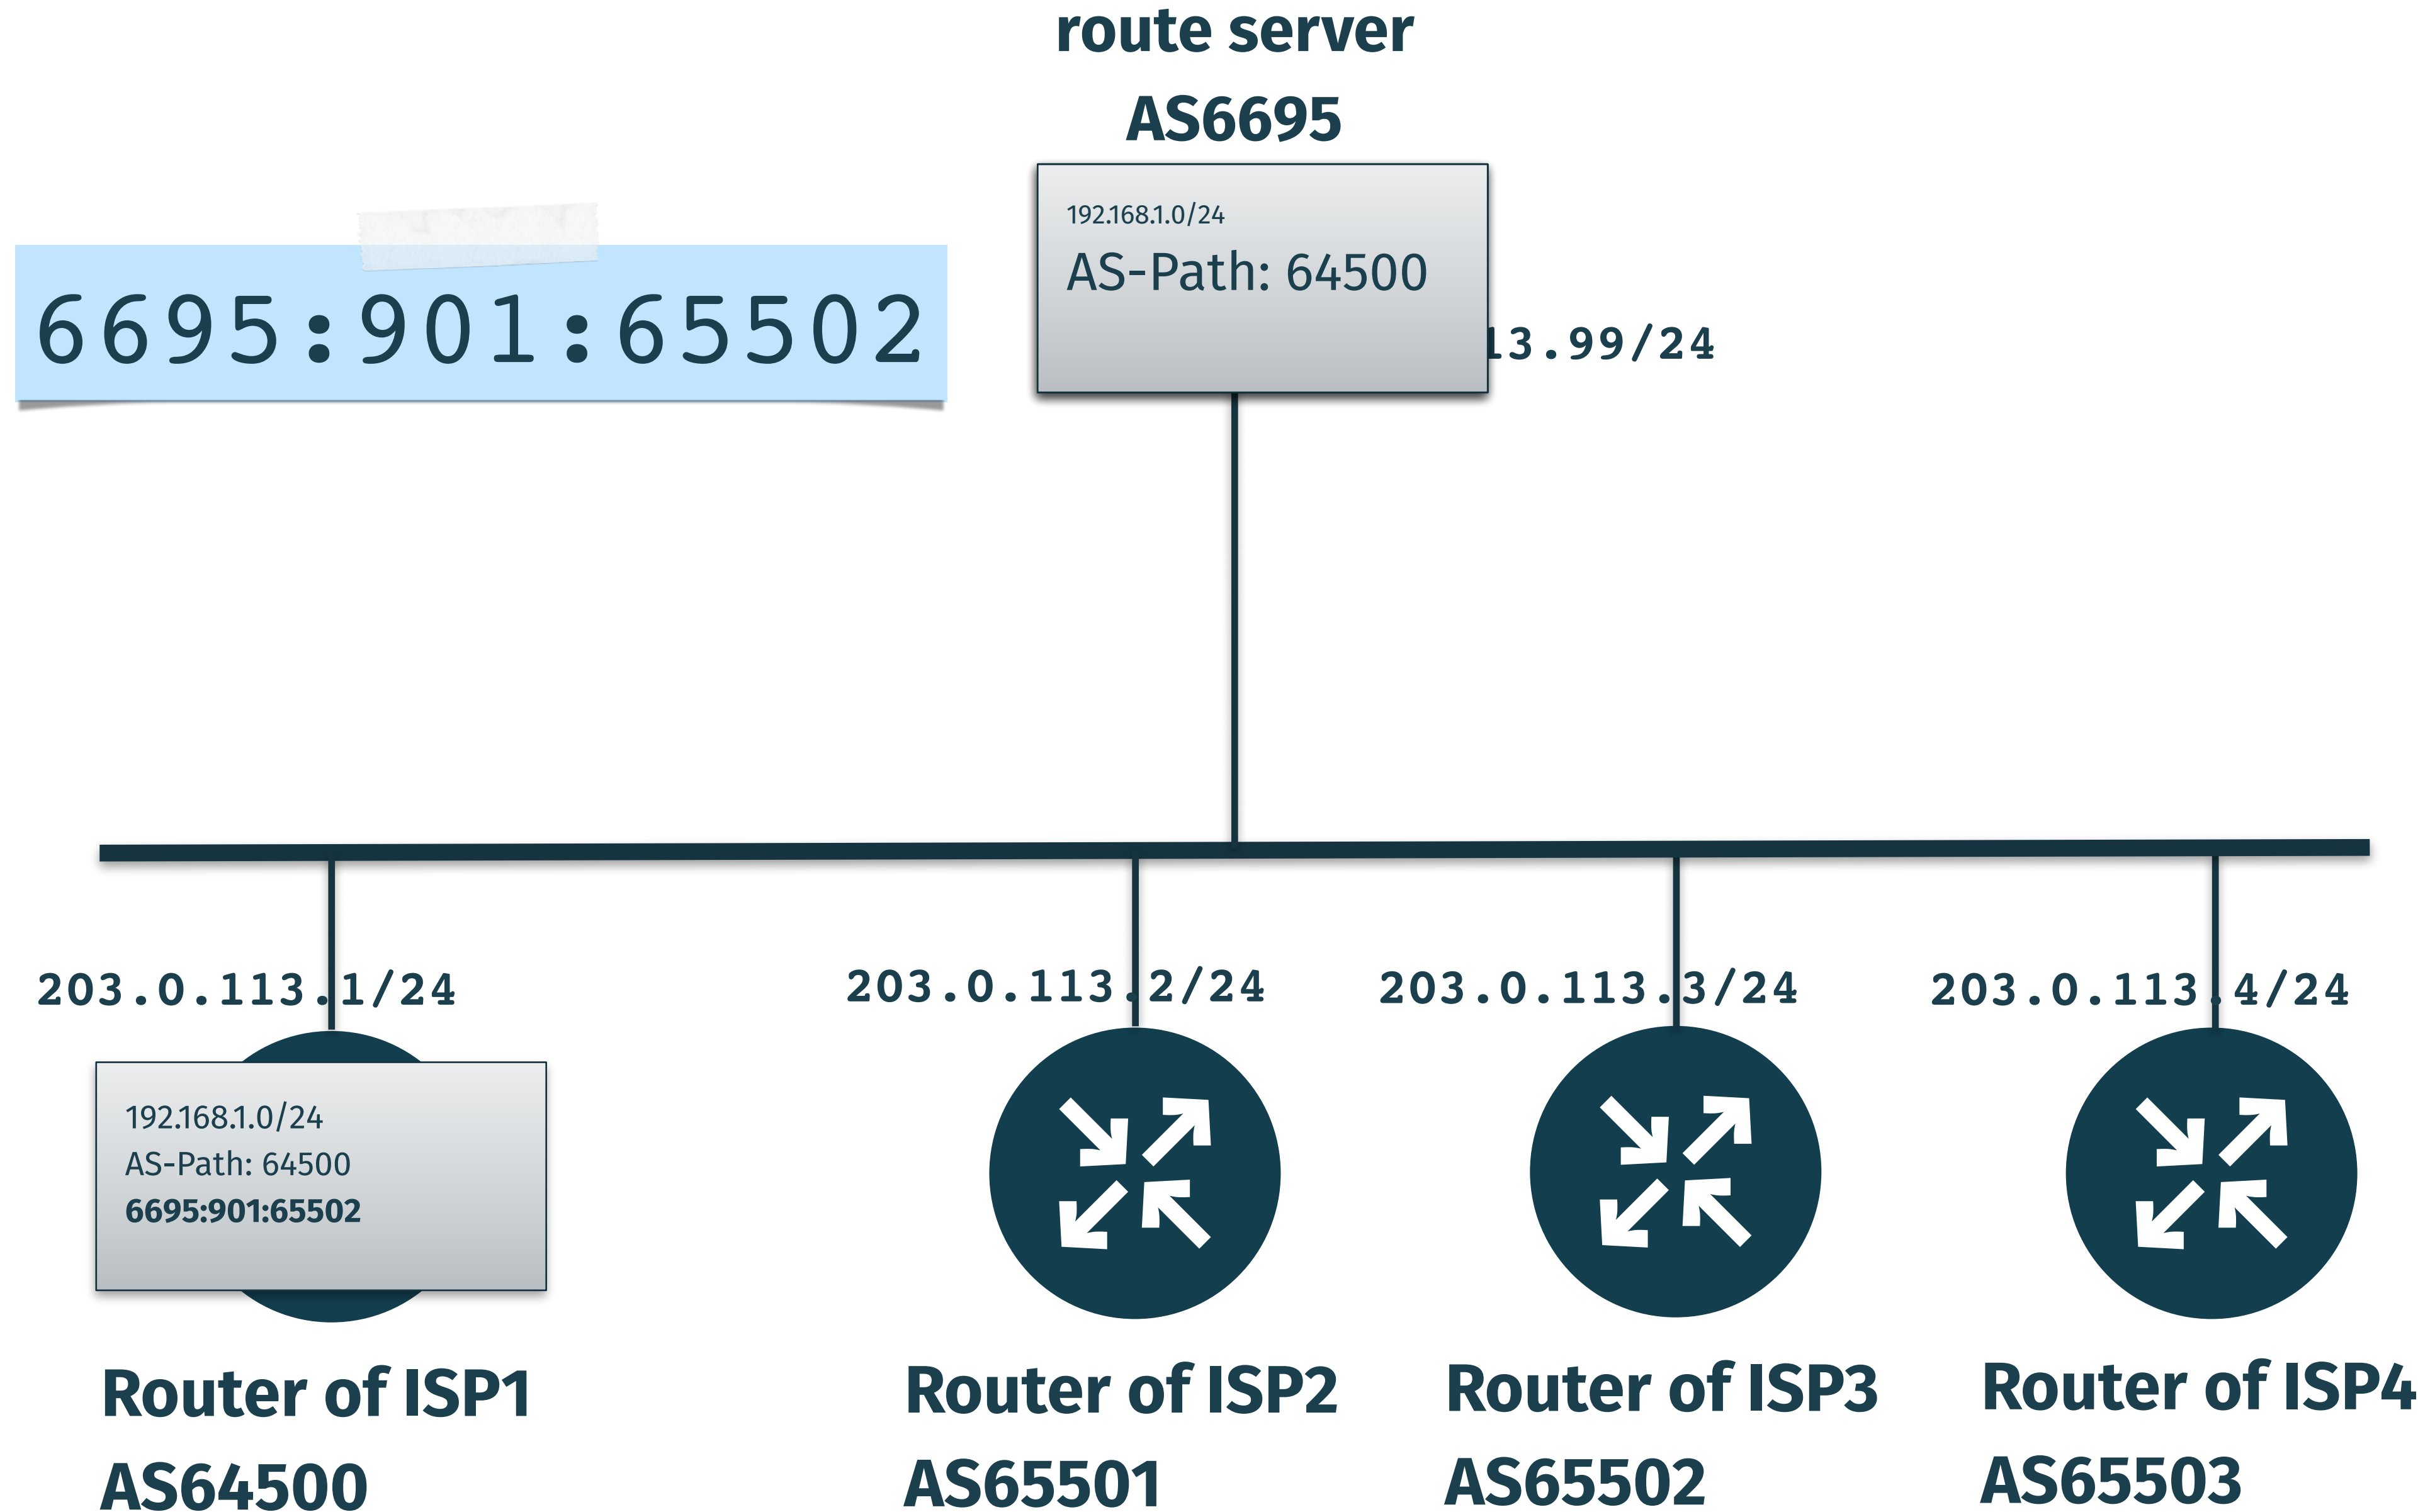 route server
AS6695
192.168.1.0/24
AS-Path: 64500
13.99/24
6695:901:65502
203.0.113.1/24
203.0.113.2/24
203.0.113.3/24
203.0.113.4/24
192.168.1.0/24
AS-Path: 64500
6695:901:65502
Router of ISP1
AS64500
Router of ISP2
AS65501
Router of ISP3
AS65502
Router of ISP4
AS65503